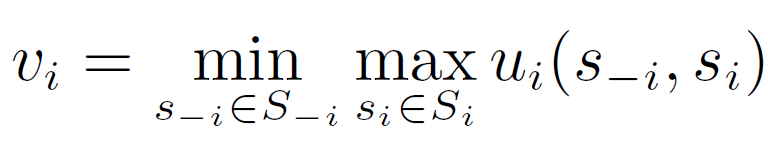 v_i = \min_{s_{-i} \in S_{-i}} \max_{s_i \in S_i} u_i(s_{-i}, s_i)